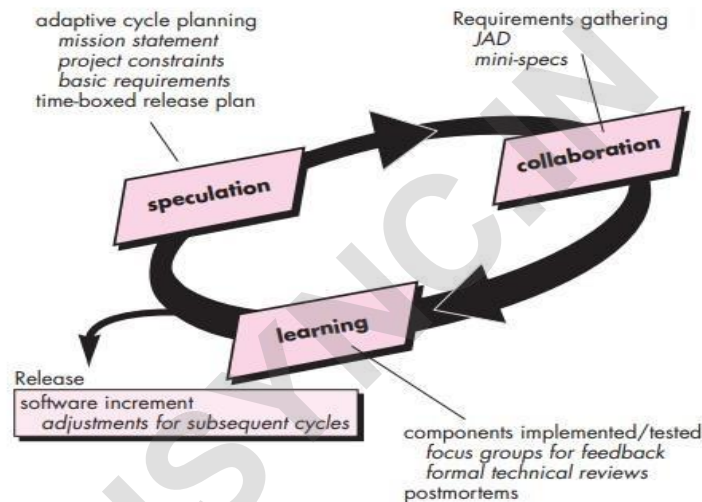 adaptive cycle planning
mission statement
project constraints
basic requirements
time-boxed release plan
Requirements gathering
JAD
mini-specs
speculation
collaboration
learning
Release
software increment
adjustments for subsequent cycles
components implemented/tested
focus groups for feedback
formal technical reviews
postmortems